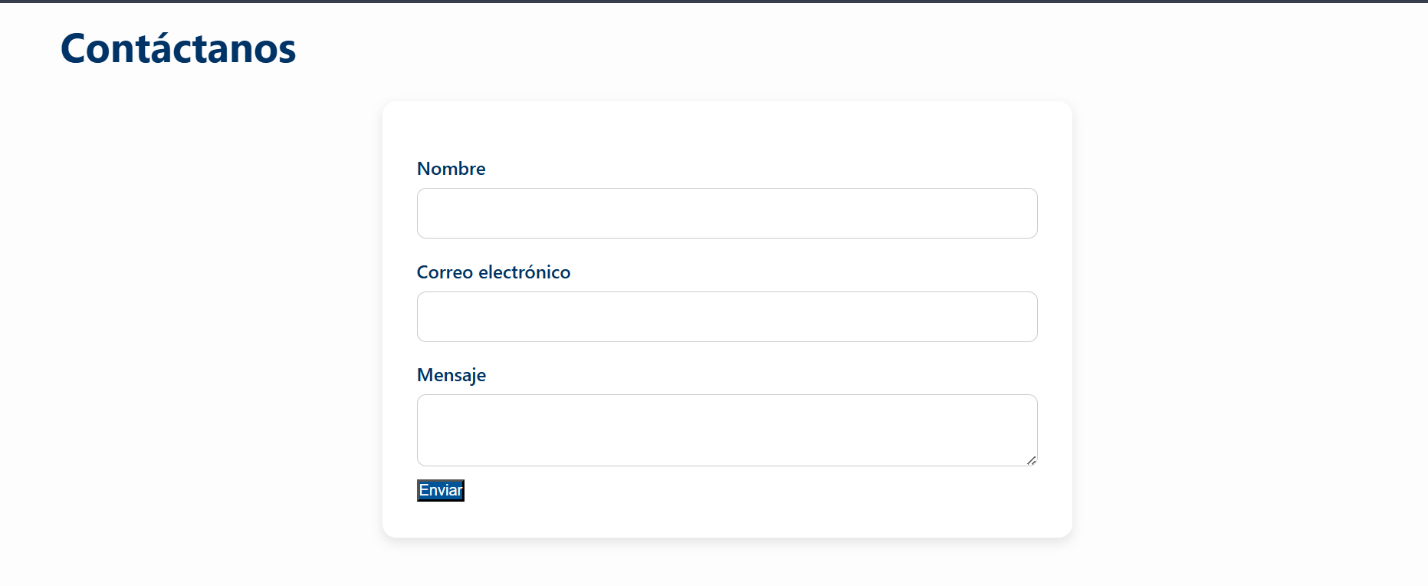 Contáctanos
Nombre
Correo electrónico
Mensaje
Enviar